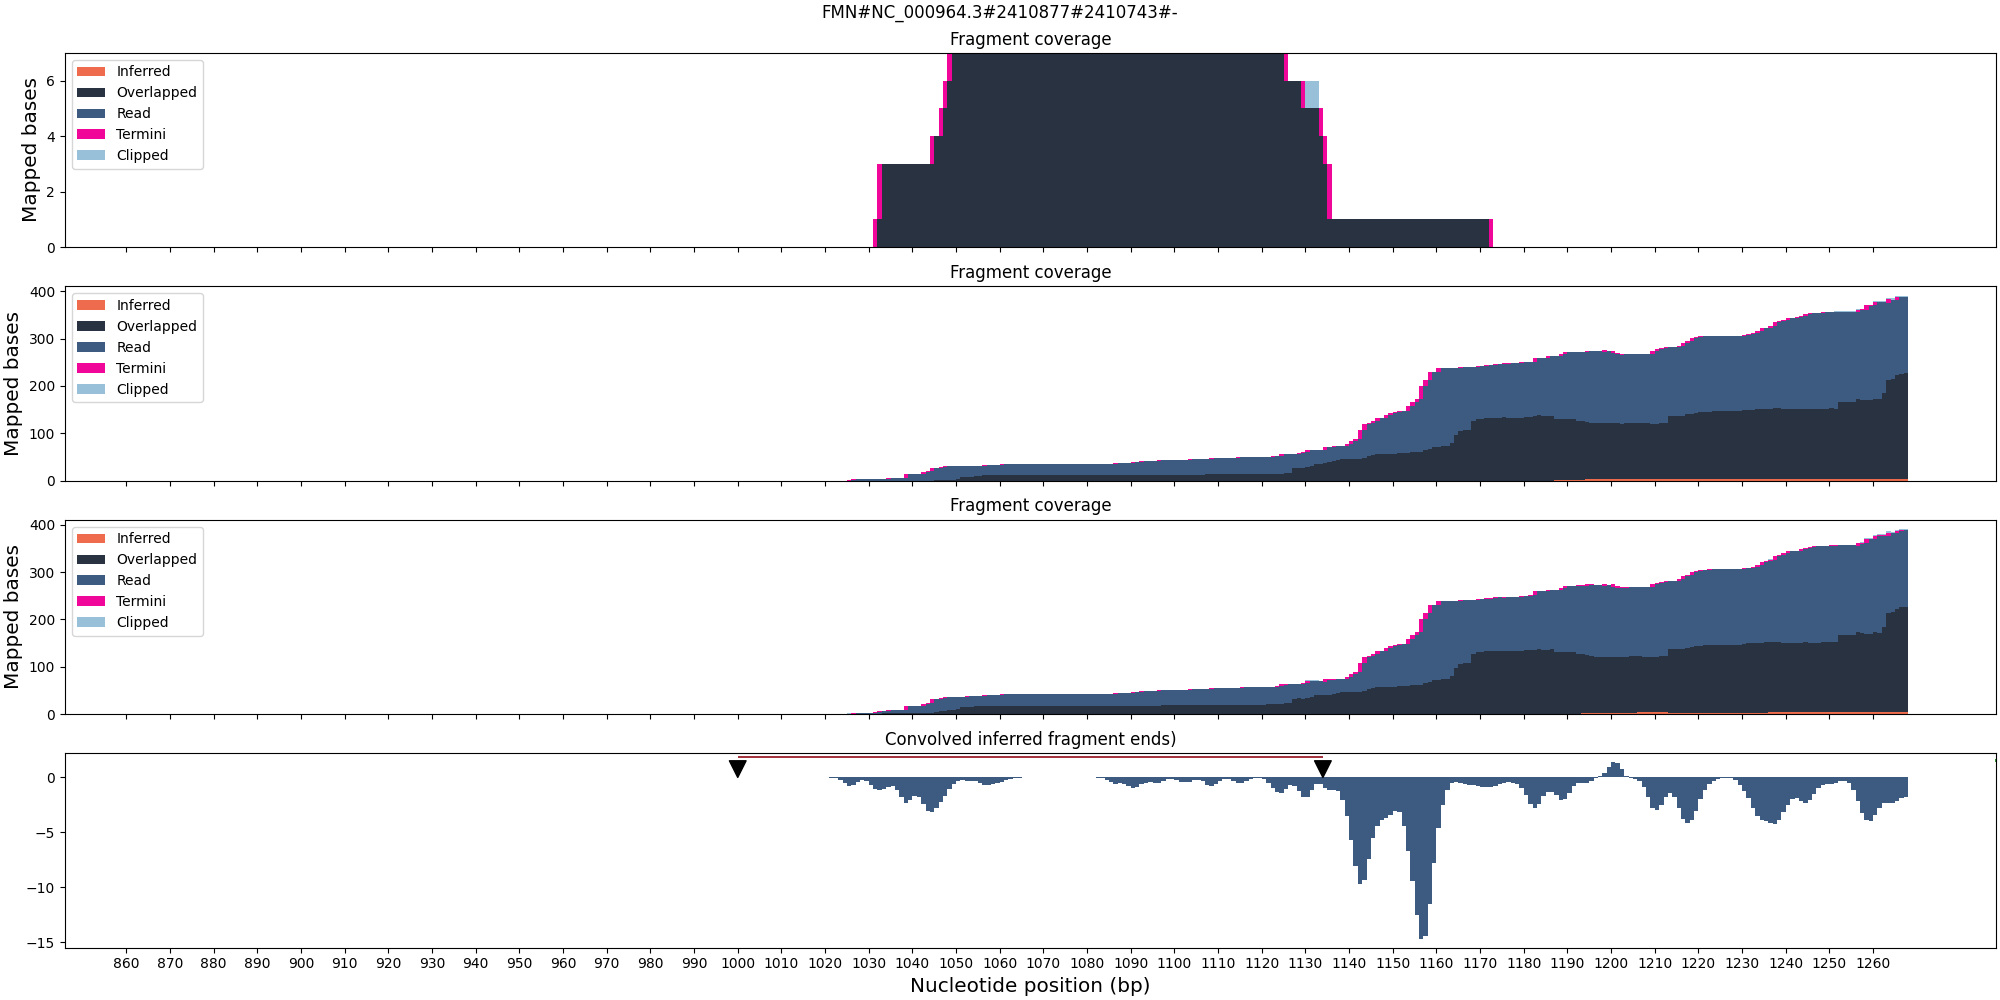 FMN#NC_000964.3#2410877#2410743#-
Fragment coverage
Mapped bases
6
4
2
0
Inferred
Overlapped
Read
Termini
Clipped
Fragment coverage
Mapped bases
400
300
200
100
0
Inferred
Overlapped
Read
Termini
Clipped
Fragment coverage
Mapped bases
400
300
200
100
0
Inferred
Overlapped
Read
Termini
Clipped
Convolved inferred fragment ends)
0
−5
−10
−15
860 870 880 890 900 910 920 930 940 950 960 970 980 990 1000 1010 1020 1030 1040 1050 1060 1070 1080 1090 1100 1110 1120 1130 1140 1150 1160 1170 1180 1190 1200 1210 1220 1230 1240 1250 1260
Nucleotide position (bp)